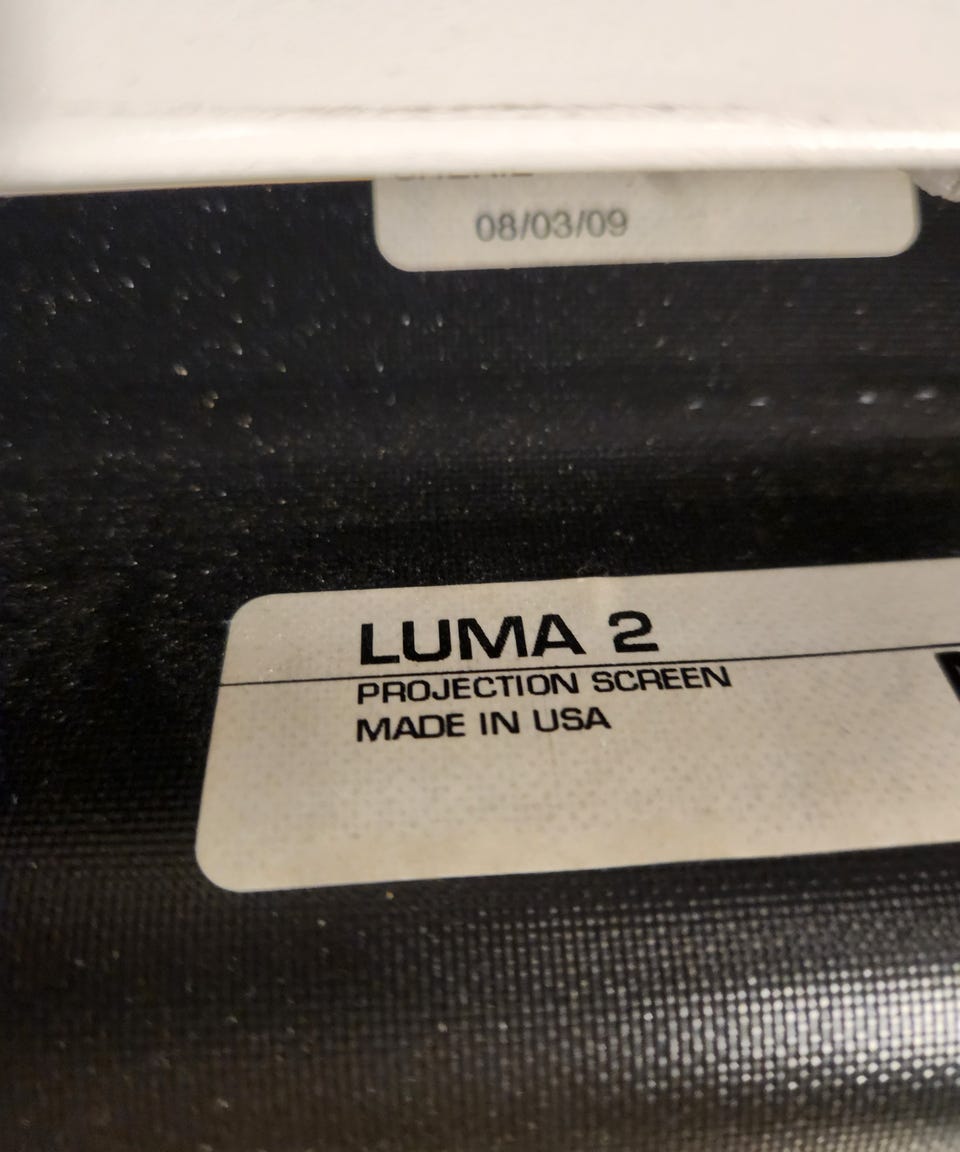 08/03/09
LUMA 2
PROJECTION SCREEN
MADE IN USA